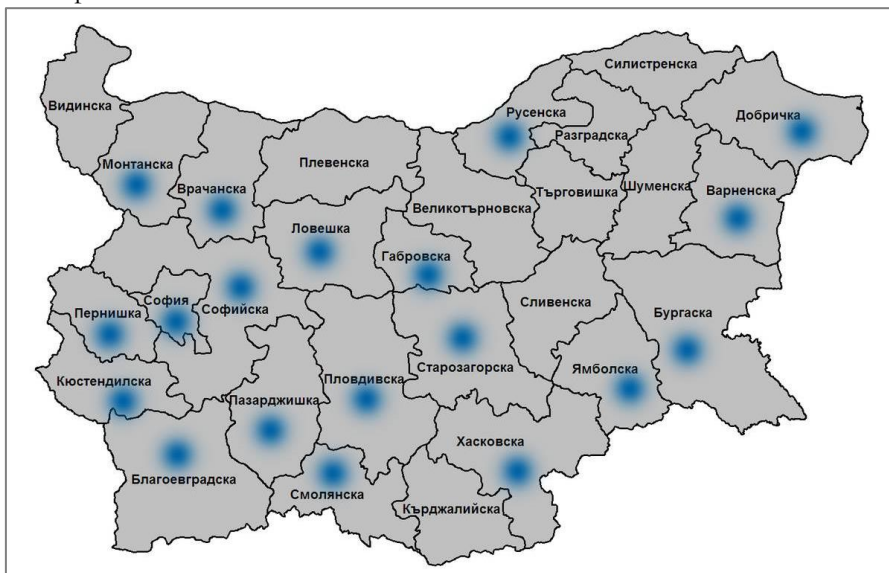 Силистренска
Видинска
Русенска
Добричка
Разградска
Монтанска
Плевенска
Врачанска
Търговишка
Шуменска
Варненска
Великотърновска
Ловешка
Габровска
София
Софийска
Сливенска
Пернишка
Бургаска
Старозагорска
Ямболска
Кюстендилска
Пловдивска
Пазарджишка
Хасковска
Благоевградска
Смолянска
Кърджалийска